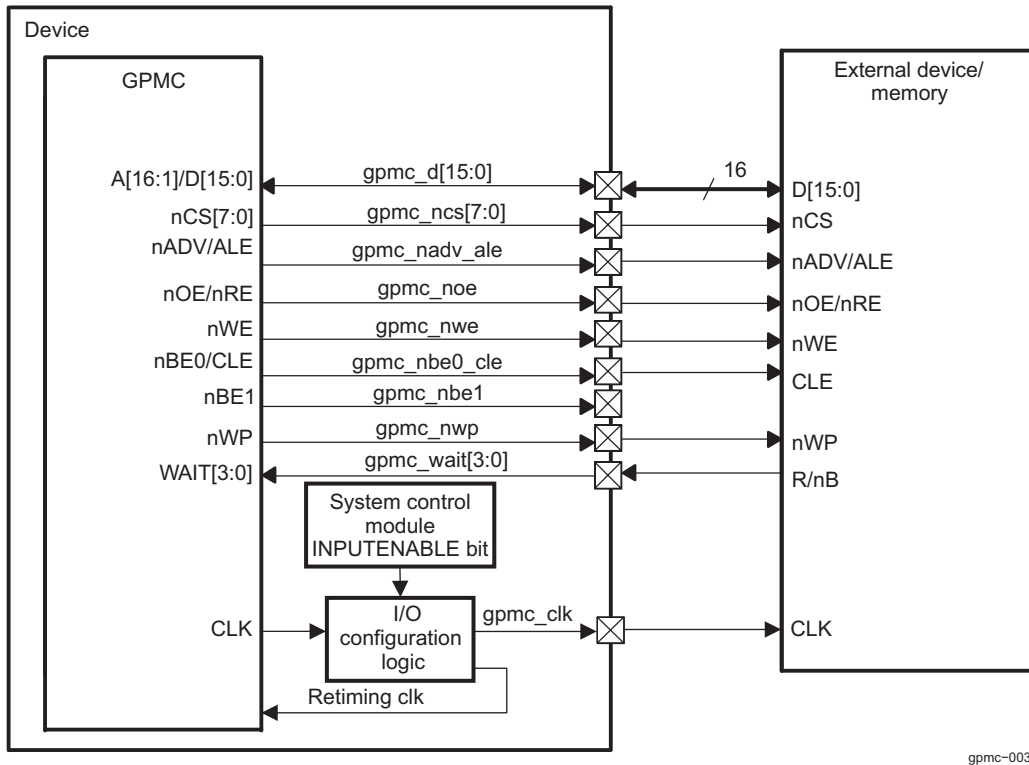 Device
GPMC
External device/
memory
A[16:1]/D[15:0]
gpmc_d[15:0]
16
D[15:0]
nCS[7:0]
gpmc_ncs[7:0]
nCS
nADV/ALE
gpmc_nadv_ale
nADV/ALE
nOE/nRE
gpmc_noe
nOE/nRE
nWE
gpmc_nwe
nWE
nBE0/CLE
gpmc_nbe0_cle
CLE
nBE1
gpmc_nbe1
nWP
gpmc_nwp
nWP
WAIT[3:0]
gpmc_wait[3:0]
R/nB
System control
module
INPUTENABLE bit
CLK
I/O
configuration
logic
gpmc_clk
CLK
Retiming clk
gpmc−003